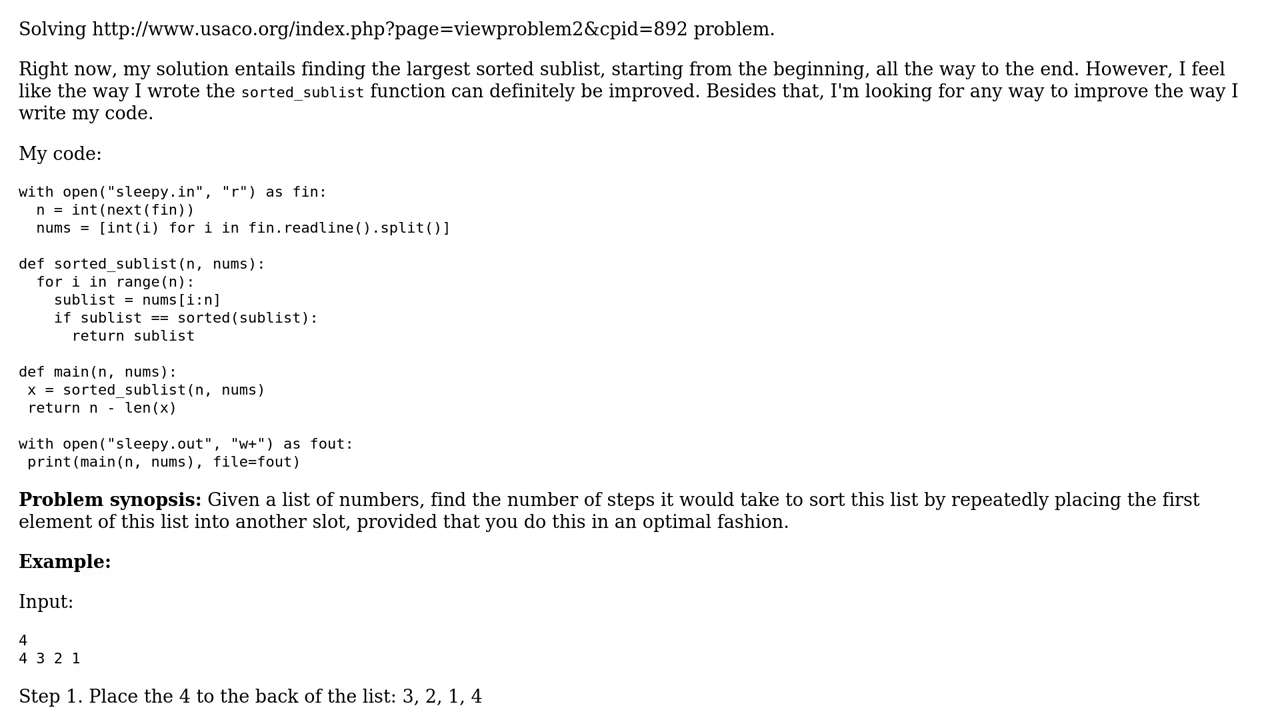 Solving http://www.usaco.org/index.php?page=viewproblem2&cpid=892 problem.
Right now, my solution entails finding the largest sorted sublist, starting from the beginning, all the way to the end. However, I feel
like the way I wrote the sorted_sublist function can definitely be improved. Besides that, I'm looking for any way to improve the way I
write my code.
My code:
with open("sleepy.in", "r") as fin:
  n = int(next(fin))
  nums = [int(i) for i in fin.readline().split()]
def sorted_sublist(n, nums):
  for i in range(n):
    sublist = nums[i:n]
    if sublist == sorted(sublist):
      return sublist
def main(n, nums):
 x = sorted_sublist(n, nums)
 return n - len(x)
with open("sleepy.out", "w+") as fout:
 print(main(n, nums), file=fout)
Problem synopsis: Given a list of numbers, find the number of steps it would take to sort this list by repeatedly placing the first
element of this list into another slot, provided that you do this in an optimal fashion.
Example:
Input:
4
4 3 2 1
Step 1. Place the 4 to the back of the list: 3, 2, 1, 4